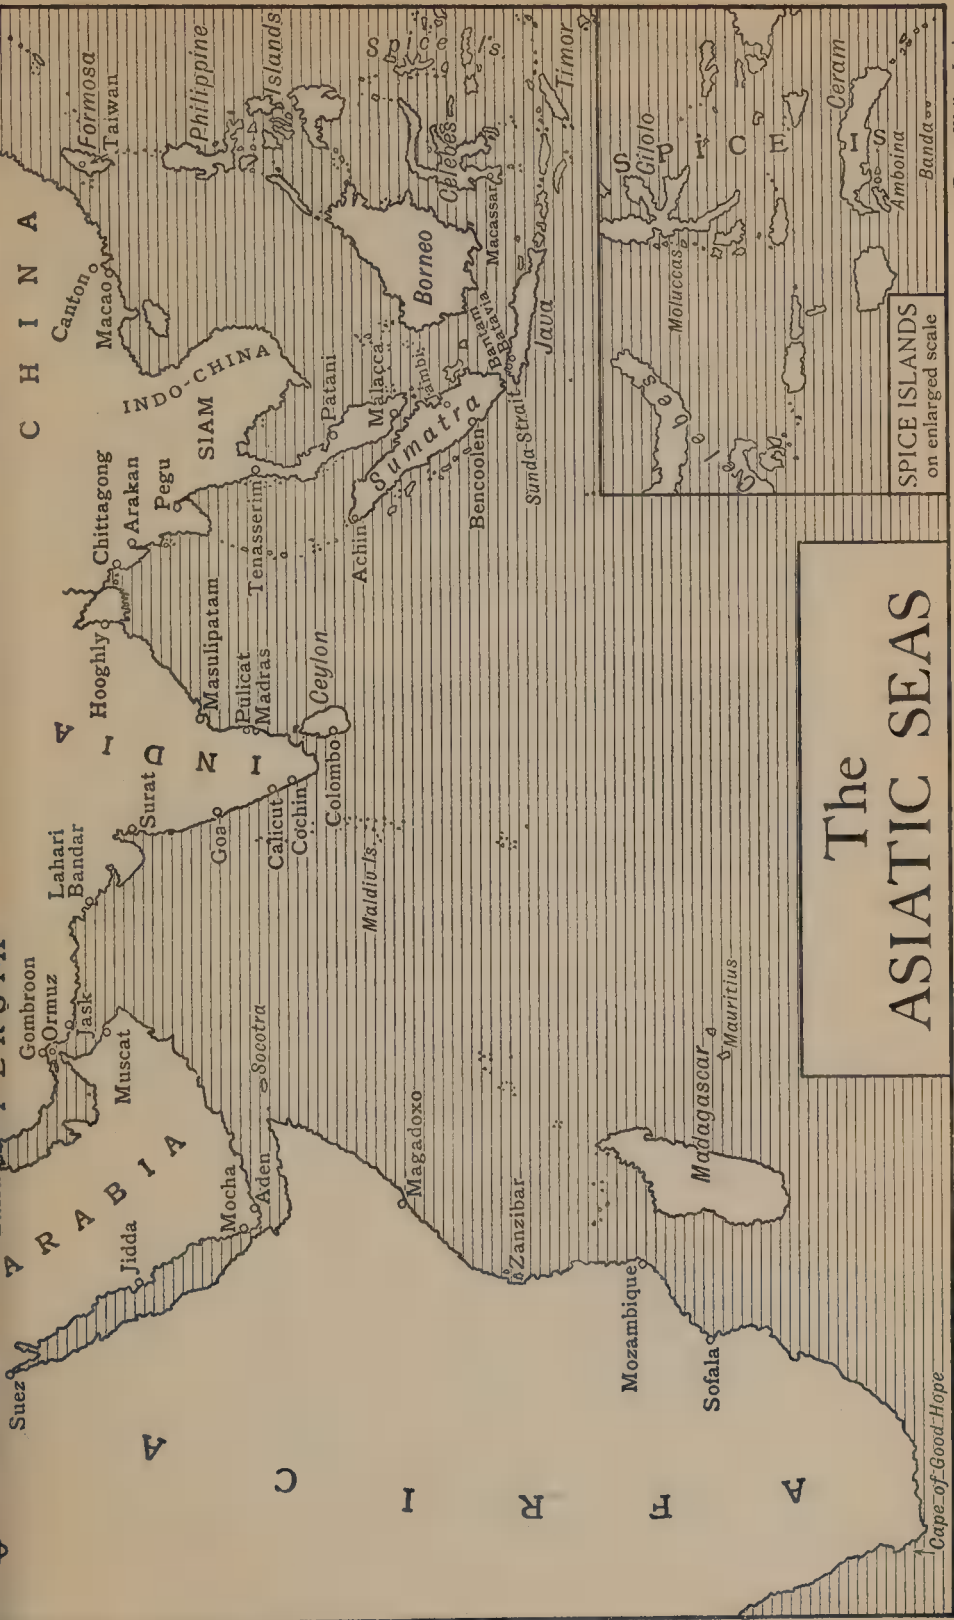 The
ASIATIC SEAS
SPICE ISLANDS
on enlarged scale
CHINA
INDO-CHINA
SIAM
INDIA
ARABIA
AFRICA
Suez
Jidda
Mocha
Aden
Socotra
Muscat
Gombroon
Ormuz
Jask
Lahari
Bandar
Surat
Goa
Calicut
Cochin
Colombo
Ceylon
Maldiv Is.
Madras
Pulicat
Masulipatam
Hooghly
Chittagong
Arakan
Pegu
Tenasserim
Patani
Malacca
Jambi
Achin
Sumatra
Bencoolen
Sunda Strait
Bantam
Batavia
Java
Borneo
Macassar
Celebes
Timor
SPICE IS.
Philippine
Islands
Formosa
Taiwan
Canton
Macao
Magadoxo
Zanzibar
Mozambique
Sofala
Madagascar
Mauritius
Cape of Good Hope
SPICE
IS
Gilolo
Moluccas
Celebes
Ceram
Amboina
Banda